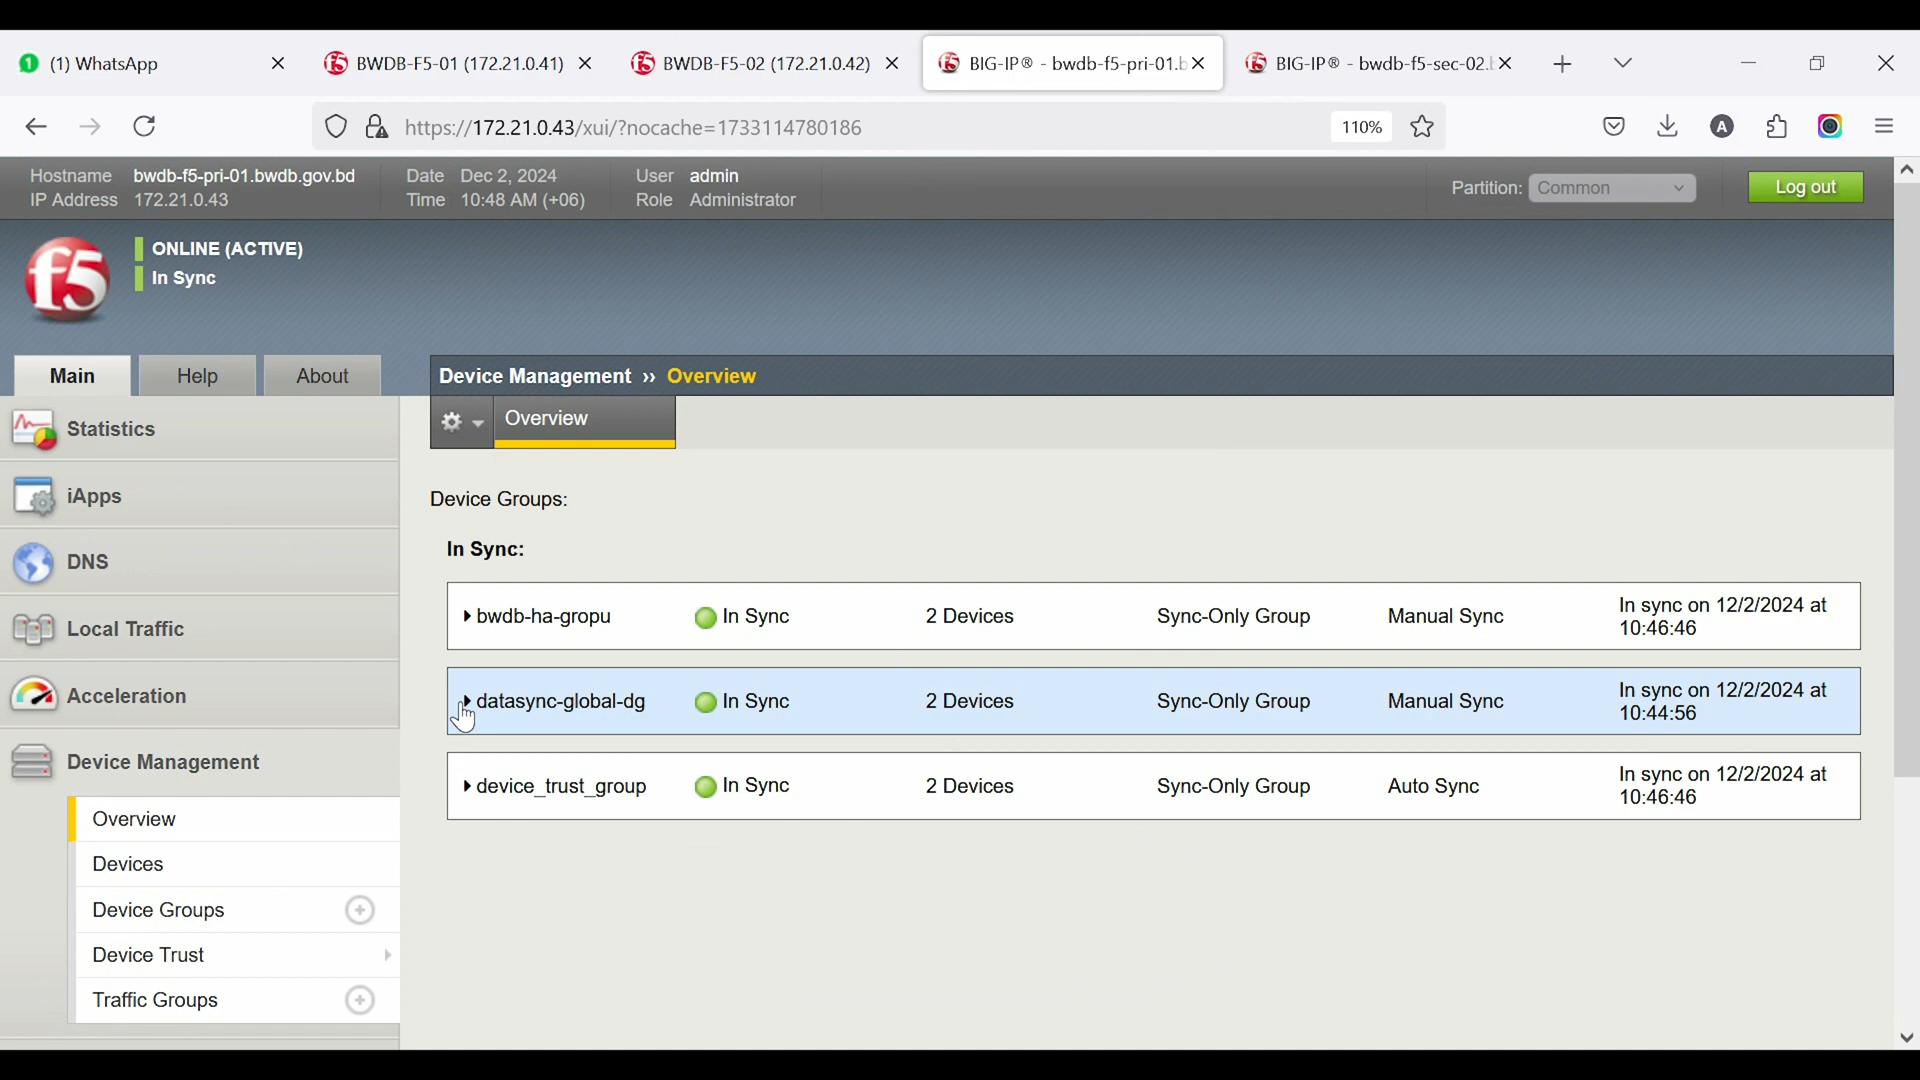 (1) WhatsApp
BWDB-F5-01 (172.21.0.41)
BWDB-F5-02 (172.21.0.42)
BIG-IP® - bwdb-f5-pri-01.b
BIG-IP® - bwdb-f5-sec-02.
https://172.21.0.43/xui/?nocache=1733114780186
110%
A
Hostname bwdb-f5-pri-01.bwdb.gov.bd
IP Address 172.21.0.43
Date Dec 2, 2024
Time 10:48 AM (+06)
User admin
Role Administrator
Partition: Common
Log out
f5
ONLINE (ACTIVE)
In Sync
Main
Help
About
Device Management ›› Overview
Overview
Statistics
iApps
DNS
Local Traffic
Acceleration
Device Management
Overview
Devices
Device Groups
Device Trust
Traffic Groups
Device Groups:
In Sync:
bwdb-ha-gropu In Sync 2 Devices Sync-Only Group Manual Sync In sync on 12/2/2024 at
10:46:46
datasync-global-dg In Sync 2 Devices Sync-Only Group Manual Sync In sync on 12/2/2024 at
10:44:56
device_trust_group In Sync 2 Devices Sync-Only Group Auto Sync In sync on 12/2/2024 at
10:46:46